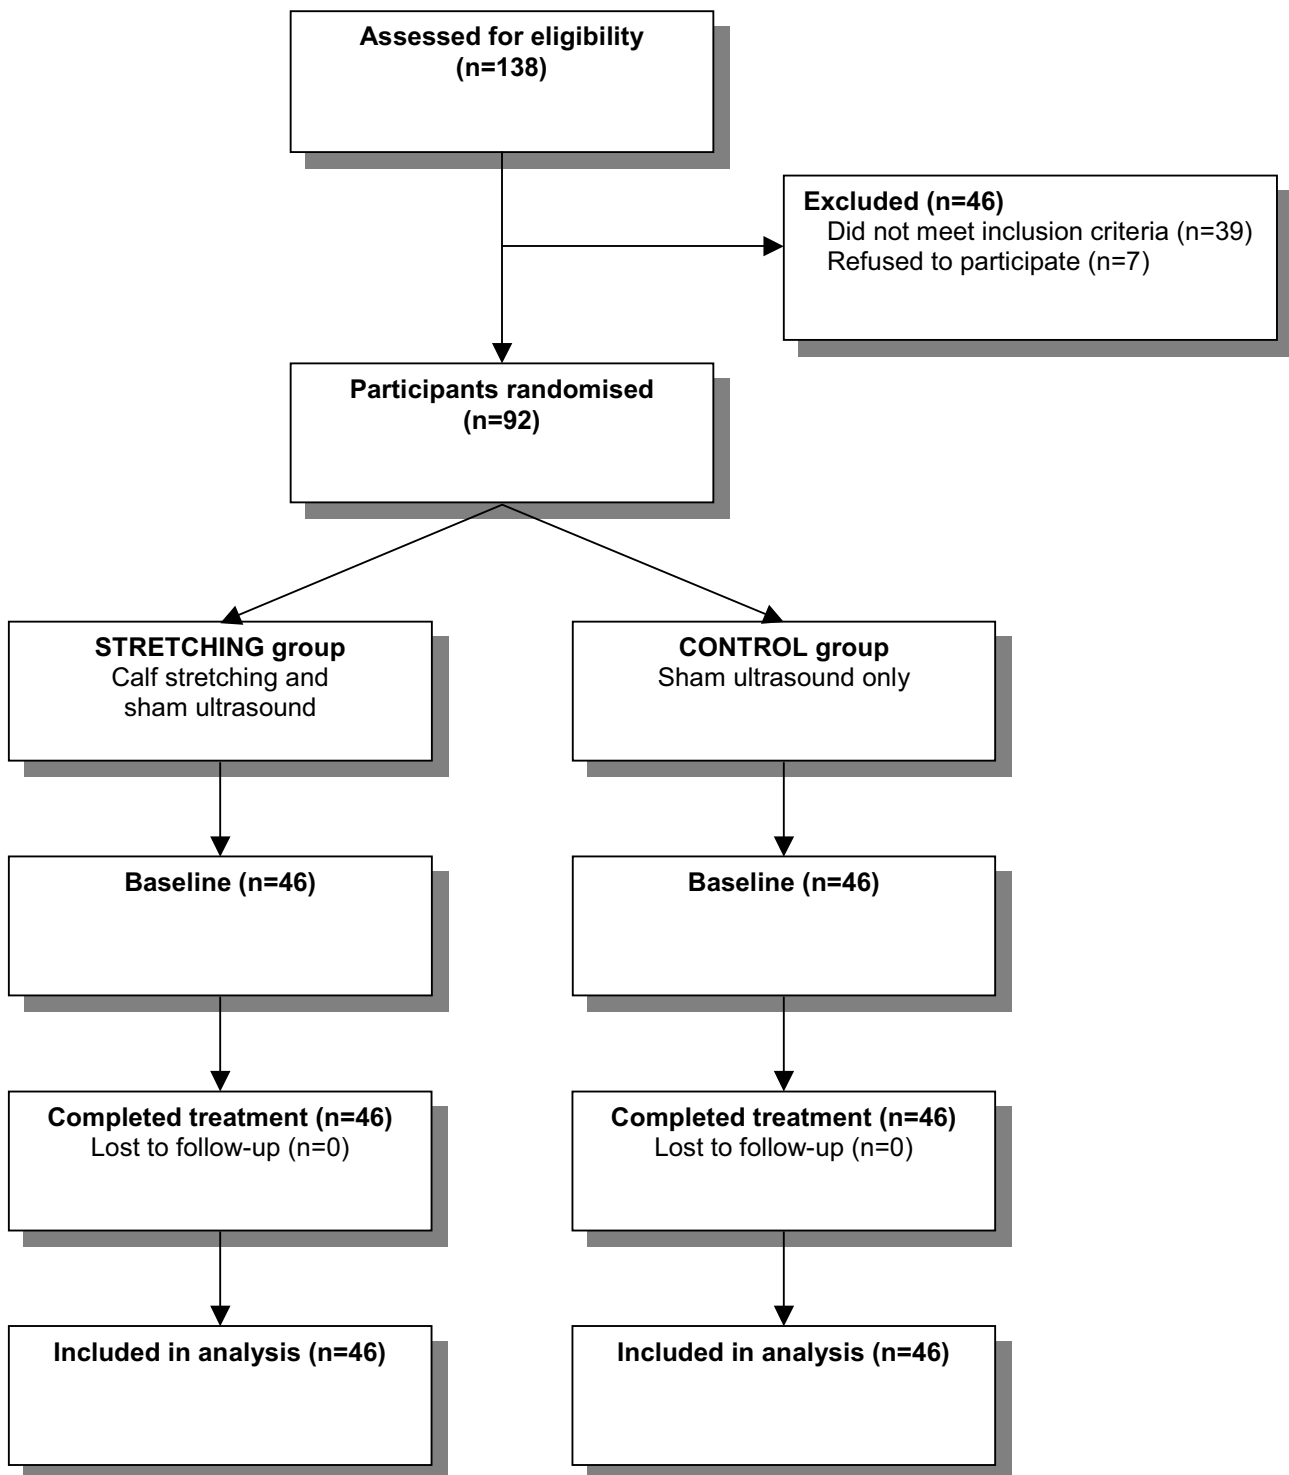 Assessed for eligibility
(n=138)
Excluded (n=46)
Did not meet inclusion criteria (n=39)
Refused to participate (n=7)
Participants randomised
(n=92)
STRETCHING group
Calf stretching and
sham ultrasound
CONTROL group
Sham ultrasound only
Baseline (n=46)
Baseline (n=46)
Completed treatment (n=46)
Lost to follow-up (n=0)
Completed treatment (n=46)
Lost to follow-up (n=0)
Included in analysis (n=46)
Included in analysis (n=46)